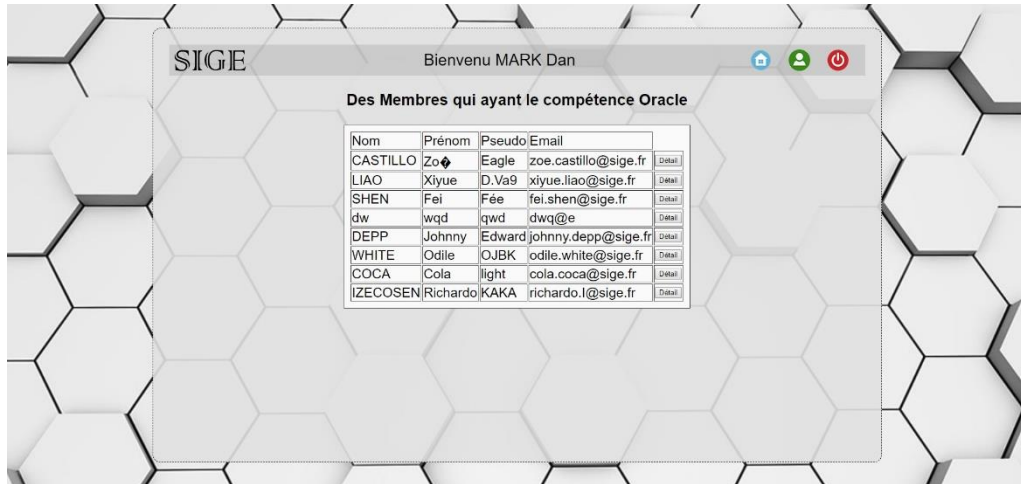 SIGE Bienvenu MARK Dan
Des Membres qui ayant le compétence Oracle
Nom Prénom Pseudo Email
CASTILLO Zo� Eagle zoe.castillo@sige.fr Détail
LIAO Xiyue D.Va9 xiyue.liao@sige.fr Détail
SHEN Fei Fée fei.shen@sige.fr Détail
dw wqd qwd dwq@e Détail
DEPP Johnny Edward johnny.depp@sige.fr Détail
WHITE Odile OJBK odile.white@sige.fr Détail
COCA Cola light cola.coca@sige.fr Détail
IZECOSEN Richardo KAKA richardo.I@sige.fr Détail